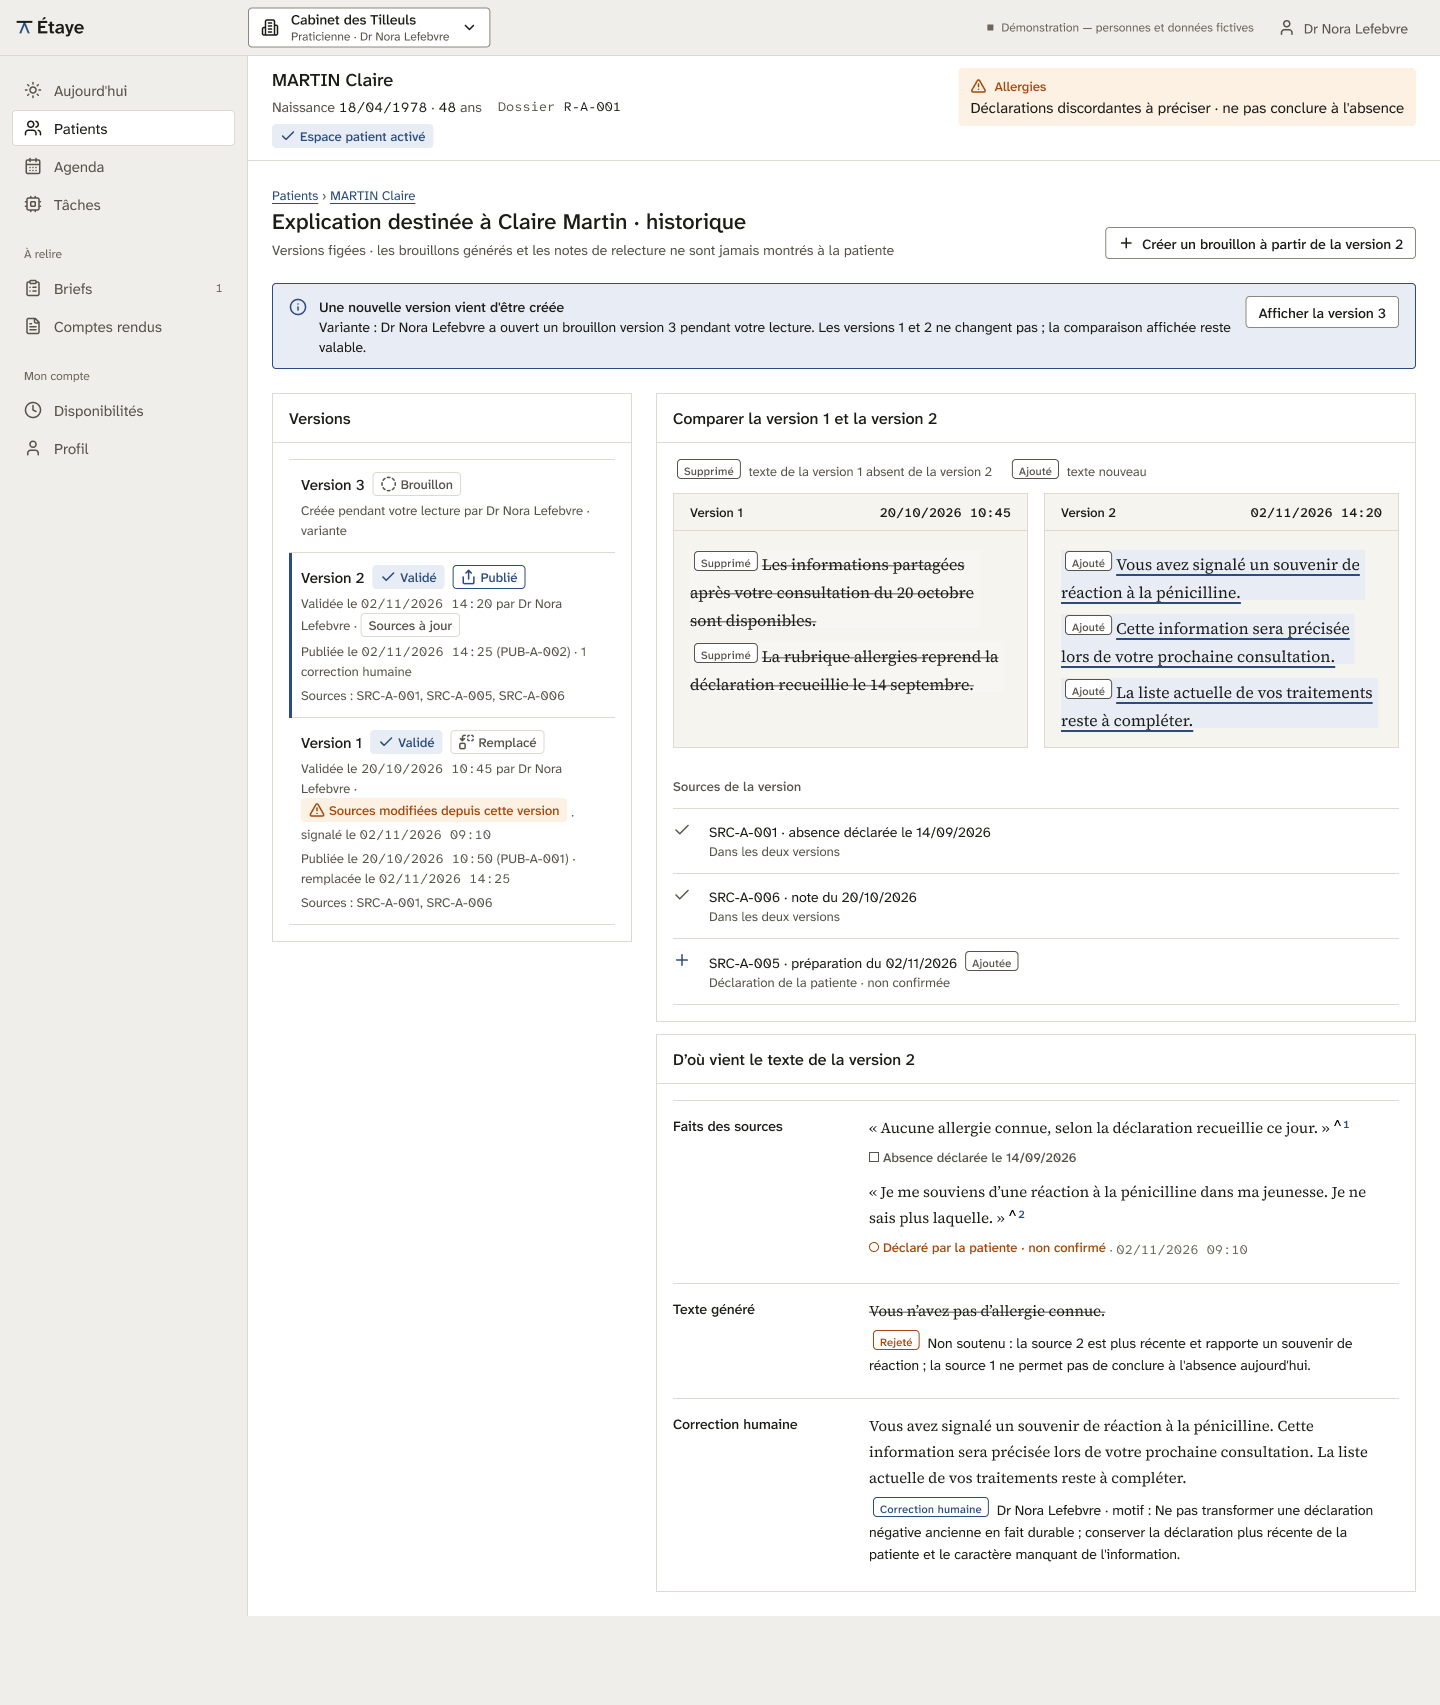 Étaye
Cabinet des Tilleuls
Praticienne · Dr Nora Lefebvre
Démonstration — personnes et données fictives
Dr Nora Lefebvre
Aujourd'hui
Patients
Agenda
Tâches
À relire
Briefs 1
Comptes rendus
Mon compte
Disponibilités
Profil
MARTIN Claire
Naissance 18/04/1978 · 48 ans Dossier R-A-001
Espace patient activé
Allergies
Déclarations discordantes à préciser · ne pas conclure à l'absence
Patients › MARTIN Claire
Explication destinée à Claire Martin · historique
Versions figées · les brouillons générés et les notes de relecture ne sont jamais montrés à la patiente
Créer un brouillon à partir de la version 2
Une nouvelle version vient d'être créée
Variante : Dr Nora Lefebvre a ouvert un brouillon version 3 pendant votre lecture. Les versions 1 et 2 ne changent pas ; la comparaison affichée reste
valable.
Afficher la version 3
Versions
Version 3 Brouillon
Créée pendant votre lecture par Dr Nora Lefebvre ·
variante
Version 2 Validé Publié
Validée le 02/11/2026 14:20 par Dr Nora
Lefebvre · Sources à jour
Publiée le 02/11/2026 14:25 (PUB-A-002) · 1
correction humaine
Sources : SRC-A-001, SRC-A-005, SRC-A-006
Version 1 Validé Remplacé
Validée le 20/10/2026 10:45 par Dr Nora
Lefebvre ·
Sources modifiées depuis cette version ,
signalé le 02/11/2026 09:10
Publiée le 20/10/2026 10:50 (PUB-A-001) ·
remplacée le 02/11/2026 14:25
Sources : SRC-A-001, SRC-A-006
Comparer la version 1 et la version 2
Supprimé texte de la version 1 absent de la version 2 Ajouté texte nouveau
Version 1 20/10/2026 10:45
Supprimé Les informations partagées
après votre consultation du 20 octobre
sont disponibles.
Supprimé La rubrique allergies reprend la
déclaration recueillie le 14 septembre.
Version 2 02/11/2026 14:20
Ajouté Vous avez signalé un souvenir de
réaction à la pénicilline.
Ajouté Cette information sera précisée
lors de votre prochaine consultation.
Ajouté La liste actuelle de vos traitements
reste à compléter.
Sources de la version
SRC-A-001 · absence déclarée le 14/09/2026
Dans les deux versions
SRC-A-006 · note du 20/10/2026
Dans les deux versions
SRC-A-005 · préparation du 02/11/2026 Ajoutée
Déclaration de la patiente · non confirmée
D'où vient le texte de la version 2
Faits des sources
« Aucune allergie connue, selon la déclaration recueillie ce jour. » ^1
Absence déclarée le 14/09/2026
« Je me souviens d'une réaction à la pénicilline dans ma jeunesse. Je ne
sais plus laquelle. » ^2
Déclaré par la patiente · non confirmé · 02/11/2026 09:10
Texte généré
Vous n'avez pas d'allergie connue.
Rejeté Non soutenu : la source 2 est plus récente et rapporte un souvenir de
réaction ; la source 1 ne permet pas de conclure à l'absence aujourd'hui.
Correction humaine
Vous avez signalé un souvenir de réaction à la pénicilline. Cette
information sera précisée lors de votre prochaine consultation. La liste
actuelle de vos traitements reste à compléter.
Correction humaine Dr Nora Lefebvre · motif : Ne pas transformer une déclaration
négative ancienne en fait durable ; conserver la déclaration plus récente de la
patiente et le caractère manquant de l'information.